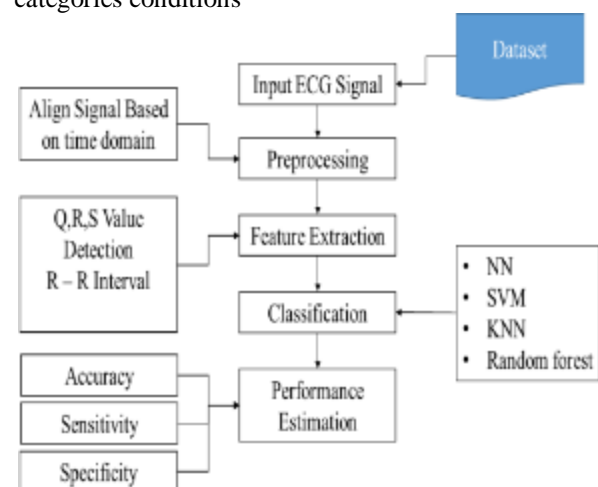 categories conditions
Dataset
Input ECG Signal
Align Signal Based
on time domain
Preprocessing
Q,R,S Value
Detection
R – R Interval
Feature Extraction
• NN
• SVM
• KNN
• Random forest
Classification
Accuracy
Sensitivity
Specificity
Performance
Estimation